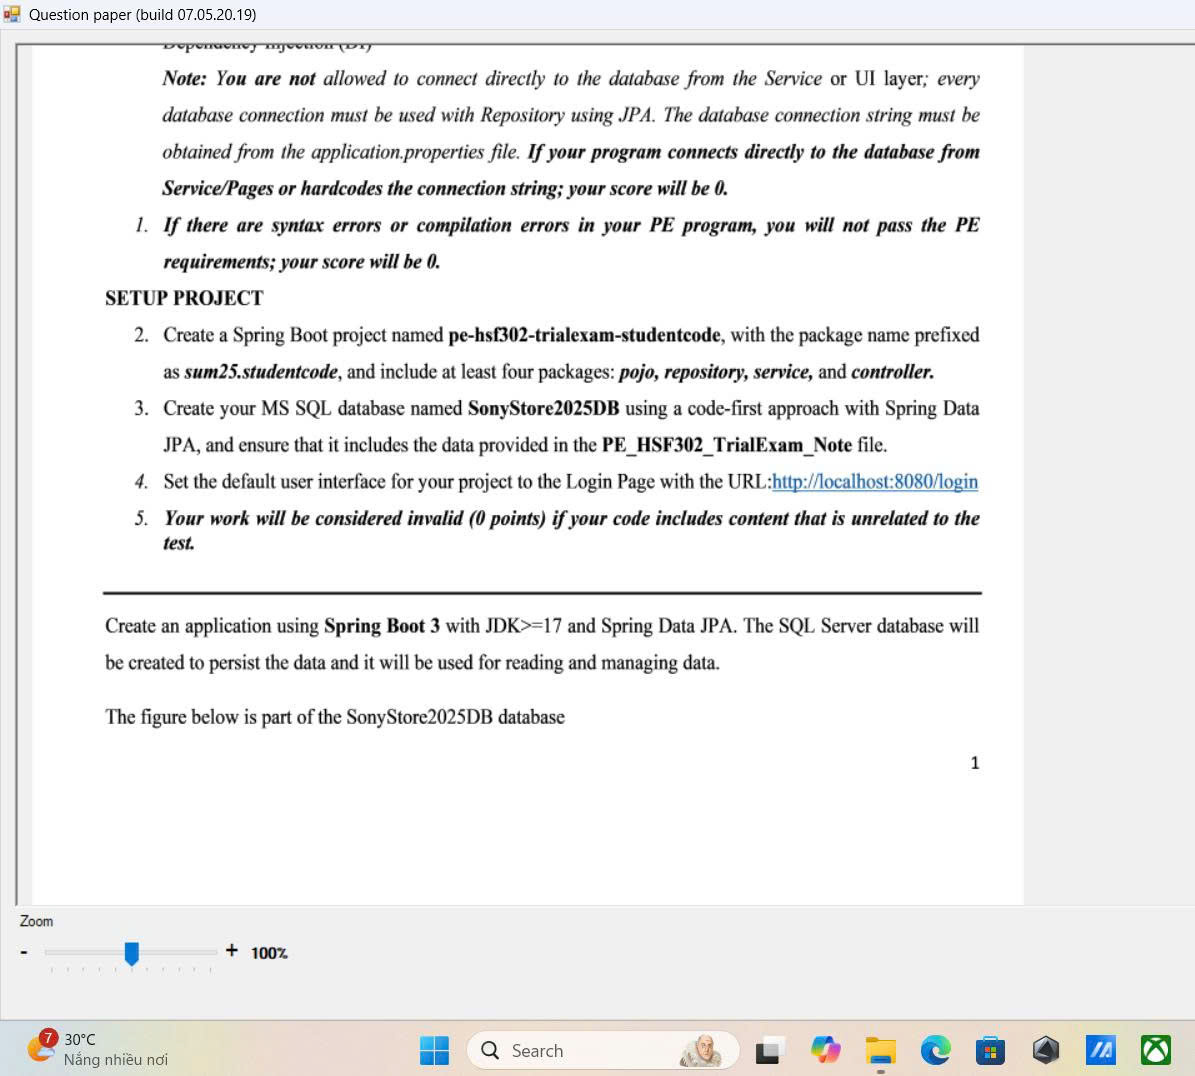 Question paper (build 07.05.20.19)
Dependency Injection (DI)
Note: You are not allowed to connect directly to the database from the Service or UI layer; every
database connection must be used with Repository using JPA. The database connection string must be
obtained from the application.properties file. If your program connects directly to the database from
Service/Pages or hardcodes the connection string; your score will be 0.
1. If there are syntax errors or compilation errors in your PE program, you will not pass the PE
requirements; your score will be 0.
SETUP PROJECT
2. Create a Spring Boot project named pe-hsf302-trialexam-studentcode, with the package name prefixed
as sum25.studentcode, and include at least four packages: pojo, repository, service, and controller.
3. Create your MS SQL database named SonyStore2025DB using a code-first approach with Spring Data
JPA, and ensure that it includes the data provided in the PE_HSF302_TrialExam_Note file.
4. Set the default user interface for your project to the Login Page with the URL:http://localhost:8080/login
5. Your work will be considered invalid (0 points) if your code includes content that is unrelated to the
test.
Create an application using Spring Boot 3 with JDK>=17 and Spring Data JPA. The SQL Server database will
be created to persist the data and it will be used for reading and managing data.
The figure below is part of the SonyStore2025DB database
1
Zoom
- + 100%
7 30°C
Nắng nhiều nơi
Search